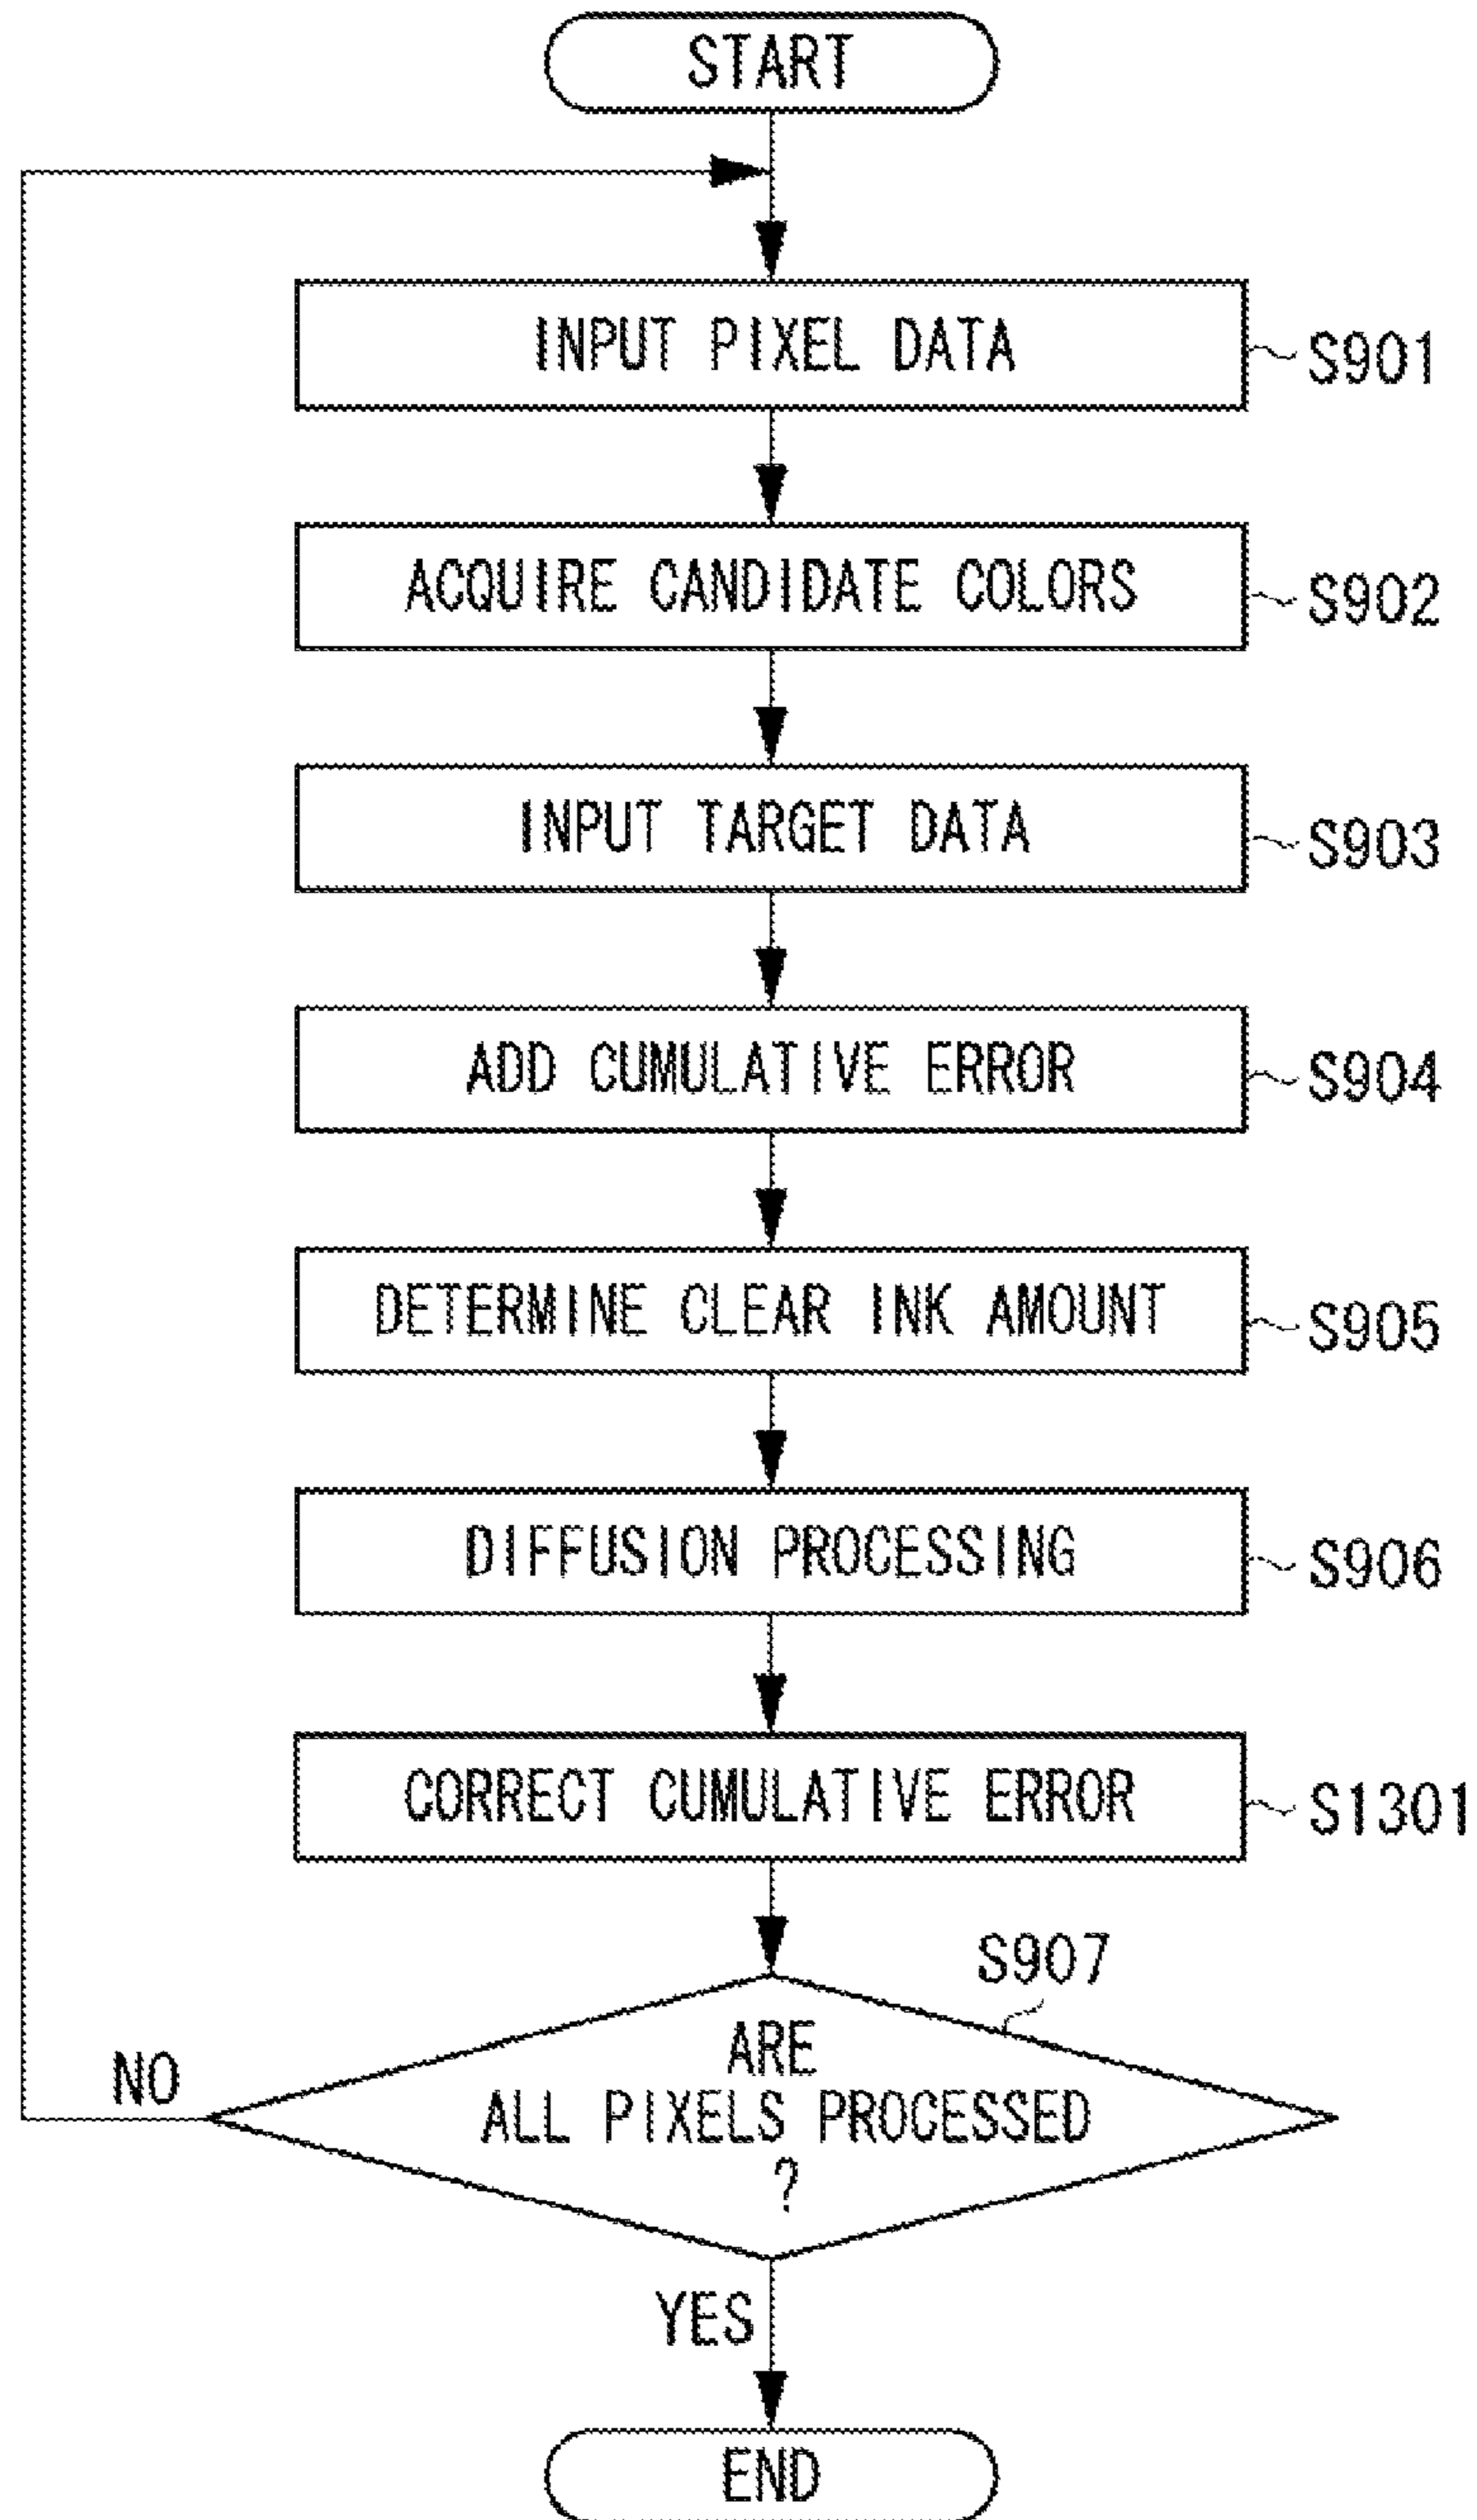 START
INPUT PIXEL DATA
S901
ACQUIRE CANDIDATE COLORS
S902
INPUT TARGET DATA
S903
ADD CUMULATIVE ERROR
S904
DETERMINE CLEAR INK AMOUNT
S905
DIFFUSION PROCESSING
S906
CORRECT CUMULATIVE ERROR
S1301
S907
ARE
ALL PIXELS PROCESSED
?
NO
YES
END